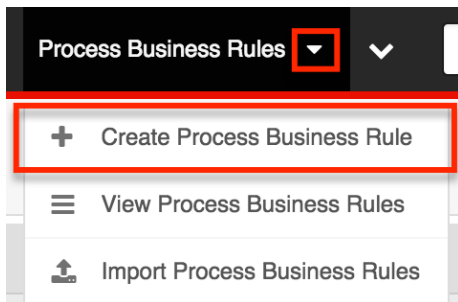 Process Business Rules
Create Process Business Rule
View Process Business Rules
Import Process Business Rules